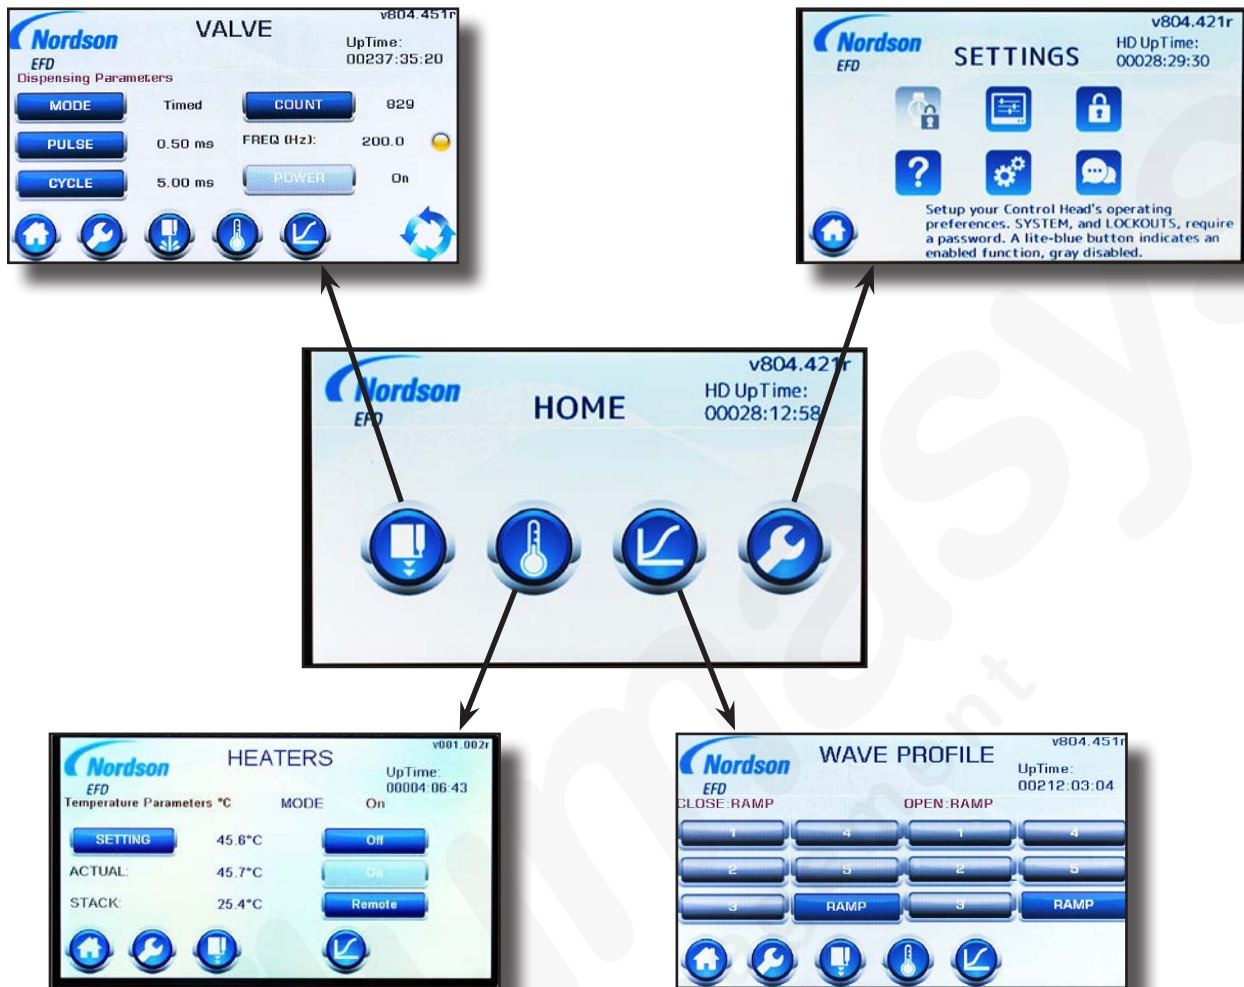 v804.451r
Nordson
EFD
VALVE
UpTime:
00237:35:20
Dispensing Parameters
MODE Timed COUNT 829
PULSE 0.50 ms FREQ (Hz): 200.0
CYCLE 5.00 ms POWER On
v804.421r
Nordson
EFD
SETTINGS
HD UpTime:
00028:29:30
?
Setup your Control Head's operating
preferences. SYSTEM, and LOCKOUTS, require
a password. A lite-blue button indicates an
enabled function, gray disabled.
v804.421r
Nordson
EFD
HOME
HD UpTime:
00028:12:58
v001.002r
Nordson
EFD
HEATERS
UpTime:
00004:06:43
Temperature Parameters °C MODE On
SETTING 45.6°C Off
ACTUAL: 45.7°C On
STACK: 25.4°C Remote
v804.451r
Nordson
EFD
WAVE PROFILE
UpTime:
00212:03:04
CLOSE:RAMP OPEN:RAMP
1 4 1 4
2 5 2 5
3 RAMP 3 RAMP